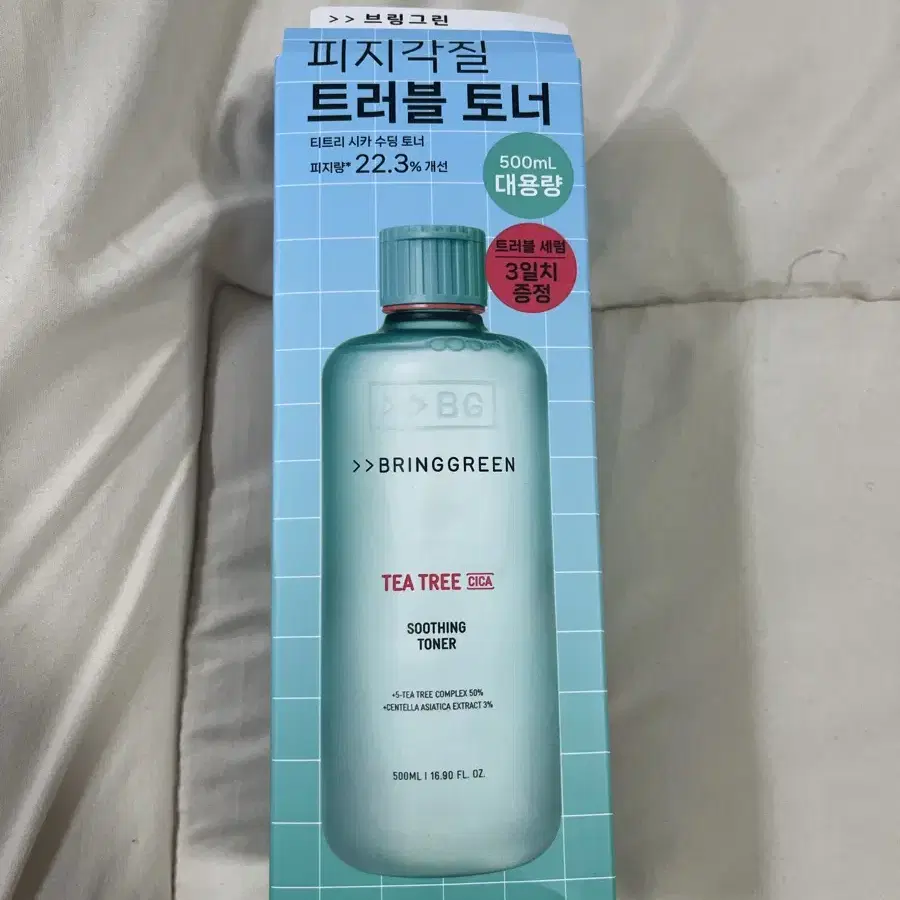 >> 브링그린
피지각질
트러블 토너
티트리 시카 수딩 토너
피지량* 22.3% 개선
500mL
대용량
트러블 세럼
3일치
증정
>> BG
>>BRINGGREEN
TEA TREE CICA
SOOTHING
TONER
+5-TEA TREE COMPLEX 50%
+CENTELLA ASIATICA EXTRACT 3%
500ML | 16.90 FL. OZ.